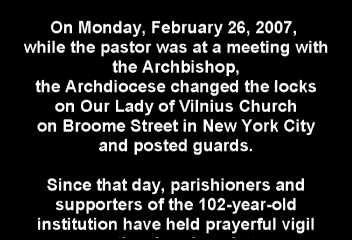 On Monday, February 26, 2007,
while the pastor was at a meeting with
the Archbishop,
the Archdiocese changed the locks
on Our Lady of Vilnius Church
on Broome Street in New York City
and posted guards.
Since that day, parishioners and
supporters of the 102-year-old
institution have held prayerful vigil